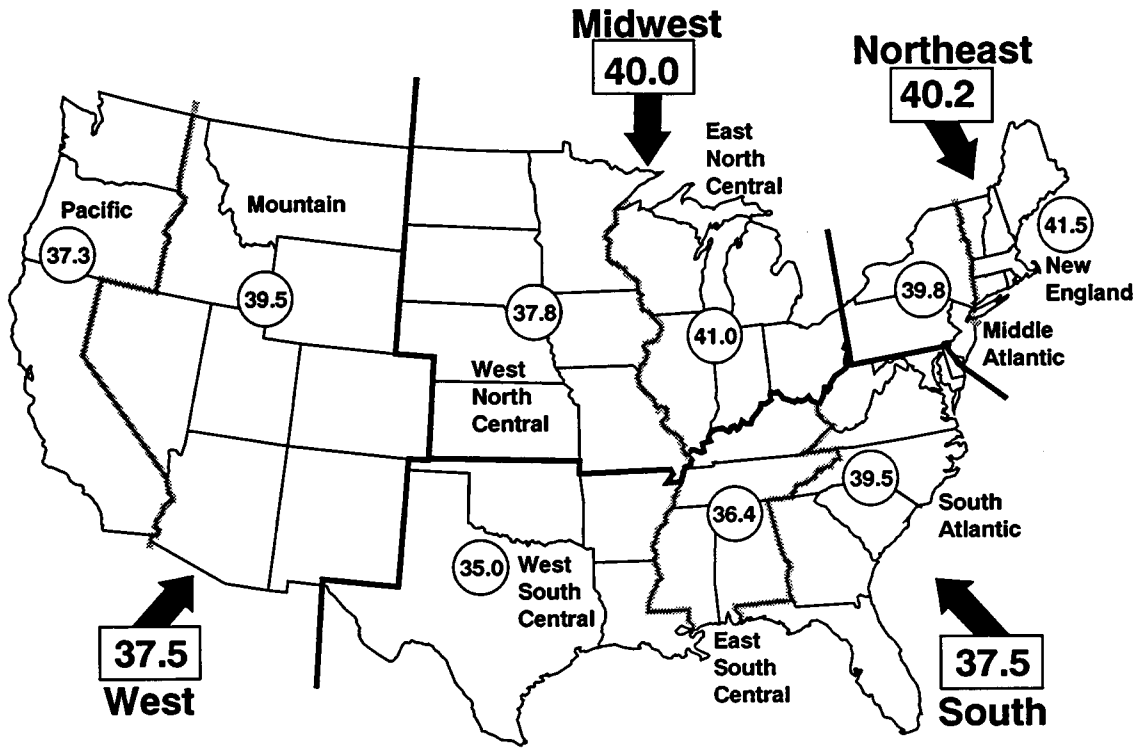 Midwest
40.0
Northeast
40.2
East
North
Central
Pacific
37.3
Mountain
39.5
37.8
West
North
Central
41.0
39.8
41.5
New
England
Middle
Atlantic
39.5
South
Atlantic
36.4
35.0
West
South
Central
East
South
Central
37.5
West
37.5
South